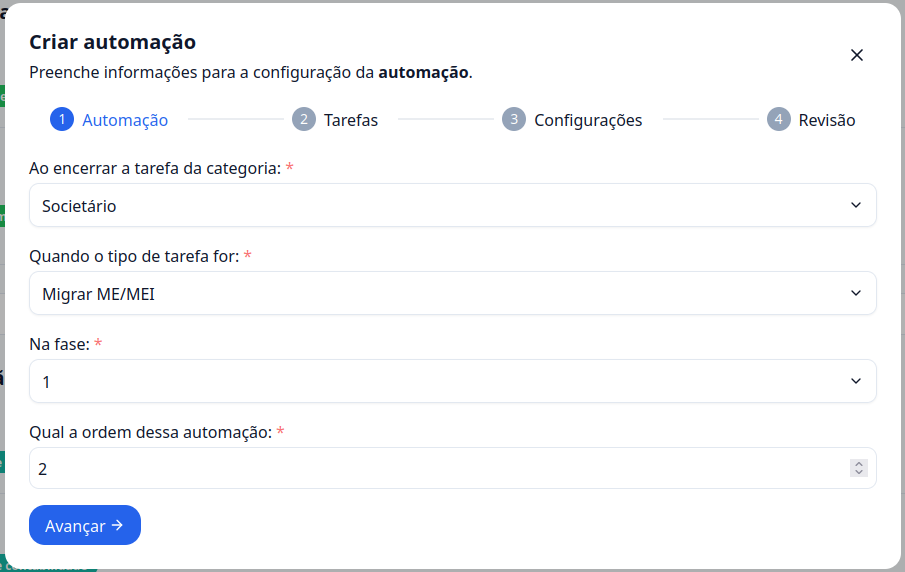 Criar automação
Preenche informações para a configuração da automação.
1 Automação 2 Tarefas 3 Configurações 4 Revisão
Ao encerrar a tarefa da categoria: *
Societário
Quando o tipo de tarefa for: *
Migrar ME/MEI
Na fase: *
1
Qual a ordem dessa automação: *
2
Avançar →